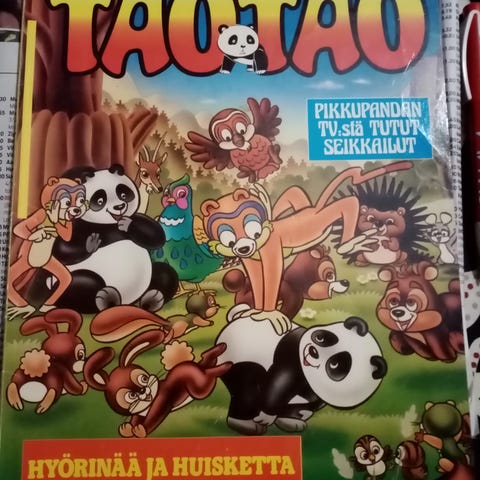 TAOTAO
PIKKUPANDAN
TV:stä TUTUT
SEIKKAILUT
HYÖRINÄÄ JA HUISKETTA